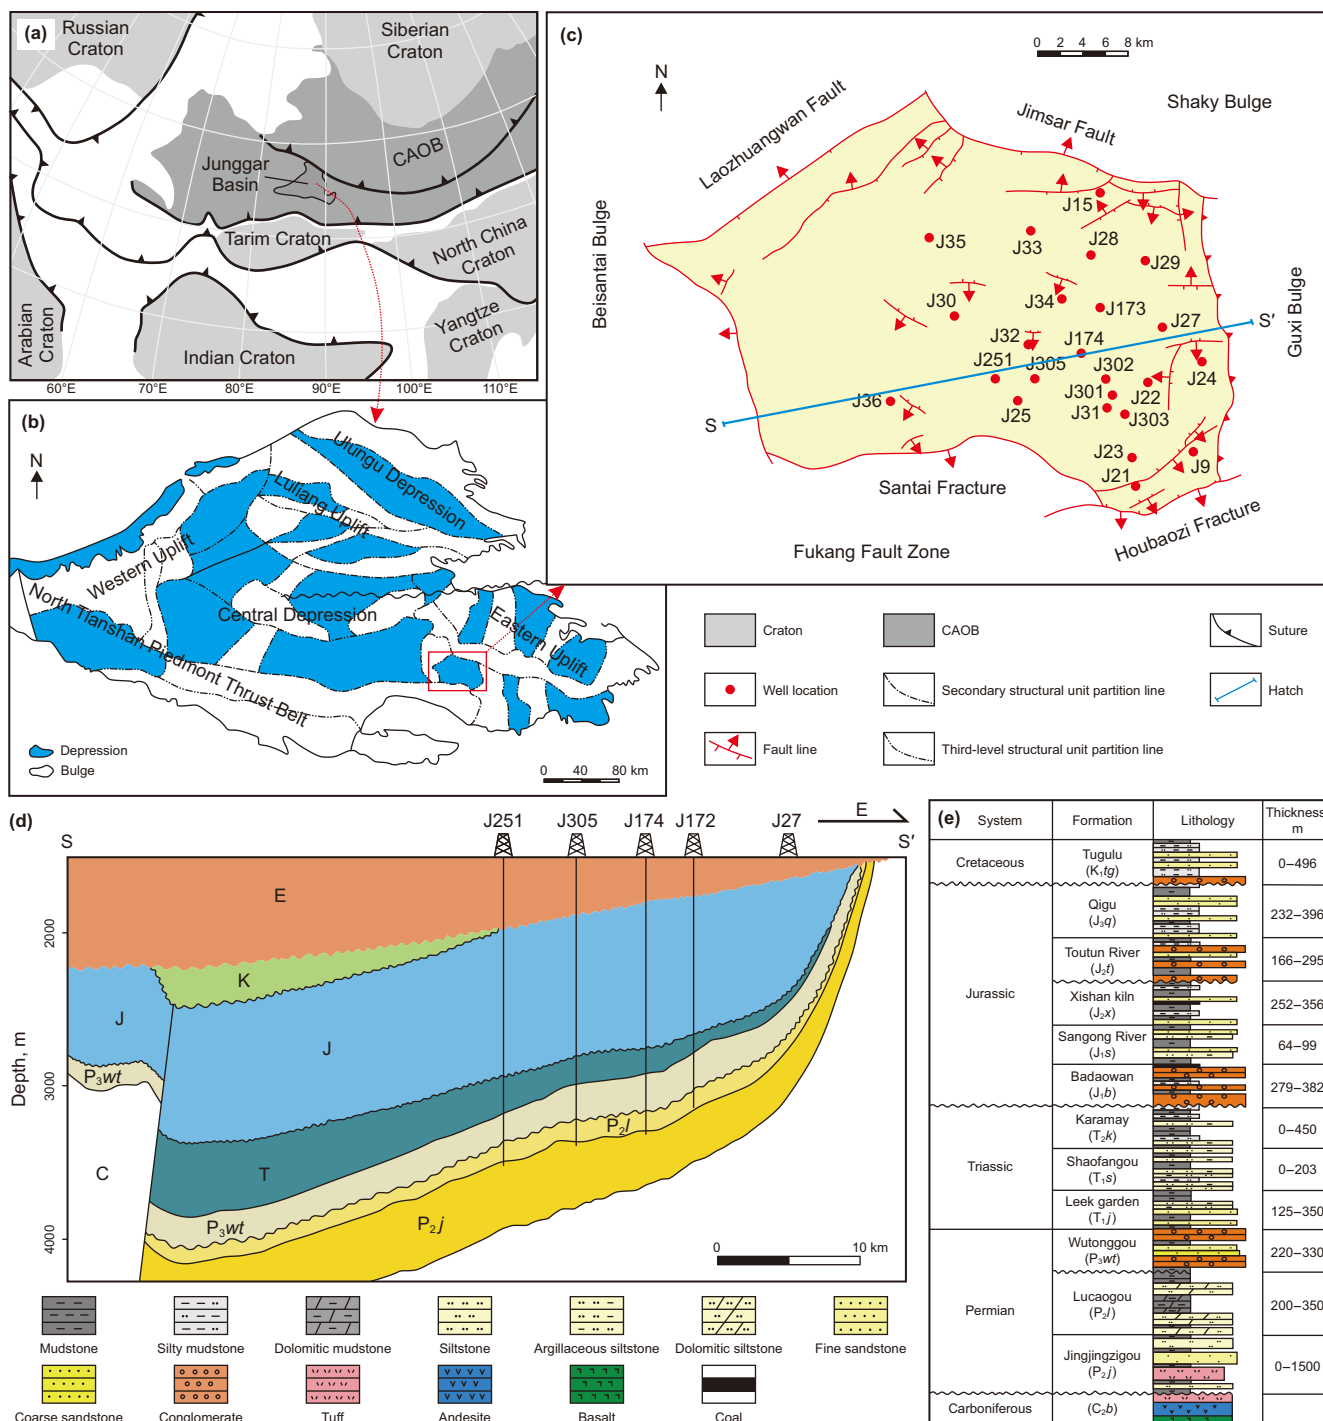 (a)
Russian
Craton
Siberian
Craton
CAOB
Junggar
Basin
Tarim Craton
North China
Craton
Yangtze
Craton
Arabian
Craton
Indian Craton
60°E
70°E
80°E
90°E
100°E
110°E
(b)
N
Ulungu Depression
Luliang Uplift
Western Uplift
Central Depression
Eastern Uplift
North Tianshan Piedmont Thrust Belt
Depression
Bulge
0 40 80 km
(c)
0 2 4 6 8 km
N
Shaky Bulge
Laozhuangwan Fault
Jimsar Fault
Beisantai Bulge
Guxi Bulge
J15
J35
J33
J28
J29
J30
J34
J173
J27
S′
J32
J174
J251
J305
J302
J24
J301
J22
J36
J25
J31
J303
S
J23
J9
J21
Santai Fracture
Houbaozi Fracture
Fukang Fault Zone
Craton
CAOB
Suture
Well location
Secondary structural unit partition line
Hatch
Fault line
Third-level structural unit partition line
(d)
S
J251
J305
J174
J172
J27
E
S′
Depth, m
2000
3000
4000
E
K
J
J
P₃wt
P₂l
C
T
P₃wt
P₂j
0 10 km
Mudstone
Silty mudstone
Dolomitic mudstone
Siltstone
Argillaceous siltstone
Dolomitic siltstone
Fine sandstone
Coarse sandstone
Conglomerate
Tuff
Andesite
Basalt
Coal
(e)
System Formation Lithology Thickness
m
Cretaceous
Tugulu
(K₁tg)
0–496
Jurassic
Qigu
(J₃q)
232–396
Toutun River
(J₂t)
166–295
Xishan kiln
(J₂x)
252–356
Sangong River
(J₁s)
64–99
Badaowan
(J₁b)
279–382
Triassic
Karamay
(T₂k)
0–450
Shaofangou
(T₁s)
0–203
Leek garden
(T₁j)
125–350
Permian
Wutonggou
(P₃wt)
220–330
Lucaogou
(P₂l)
200–350
Jingjingzigou
(P₂j)
0–1500
Carboniferous
(C₂b)